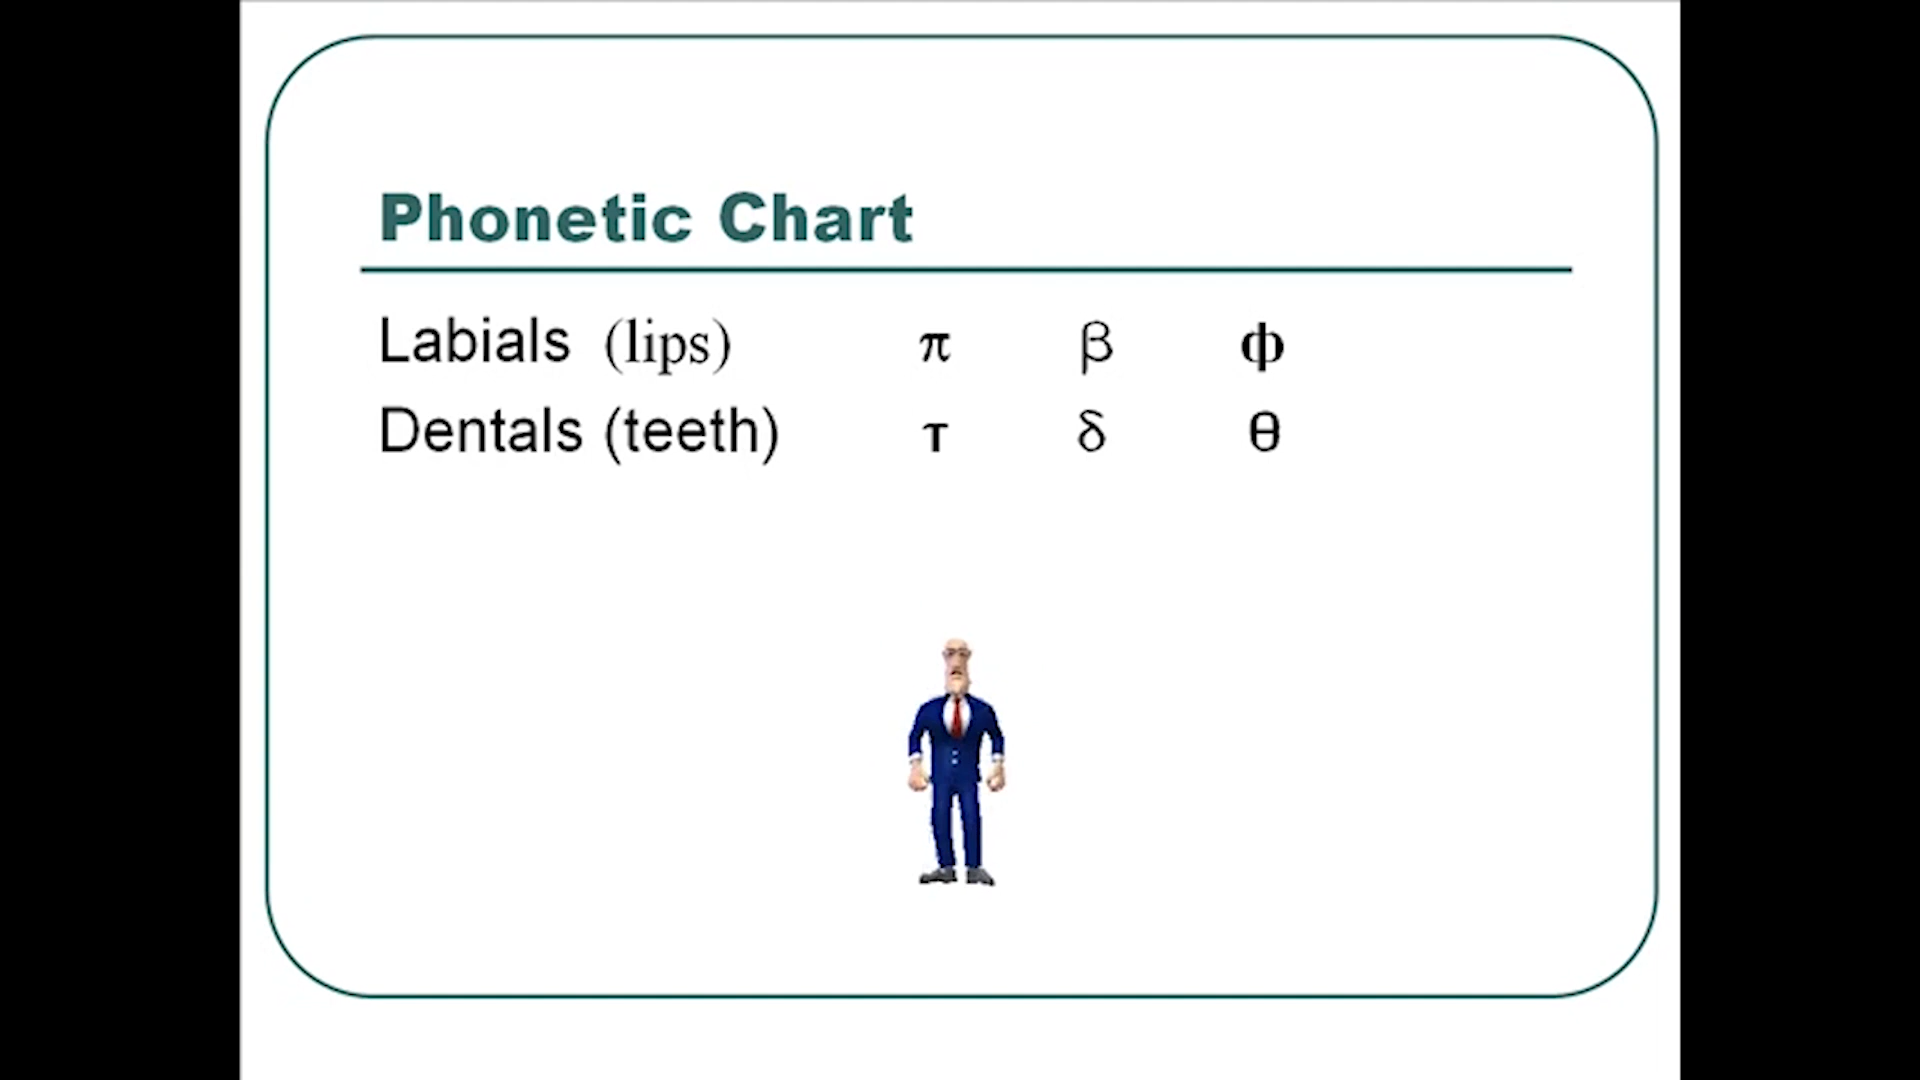 Phonetic Chart
Labials (lips) π β φ
Dentals (teeth) τ δ θ